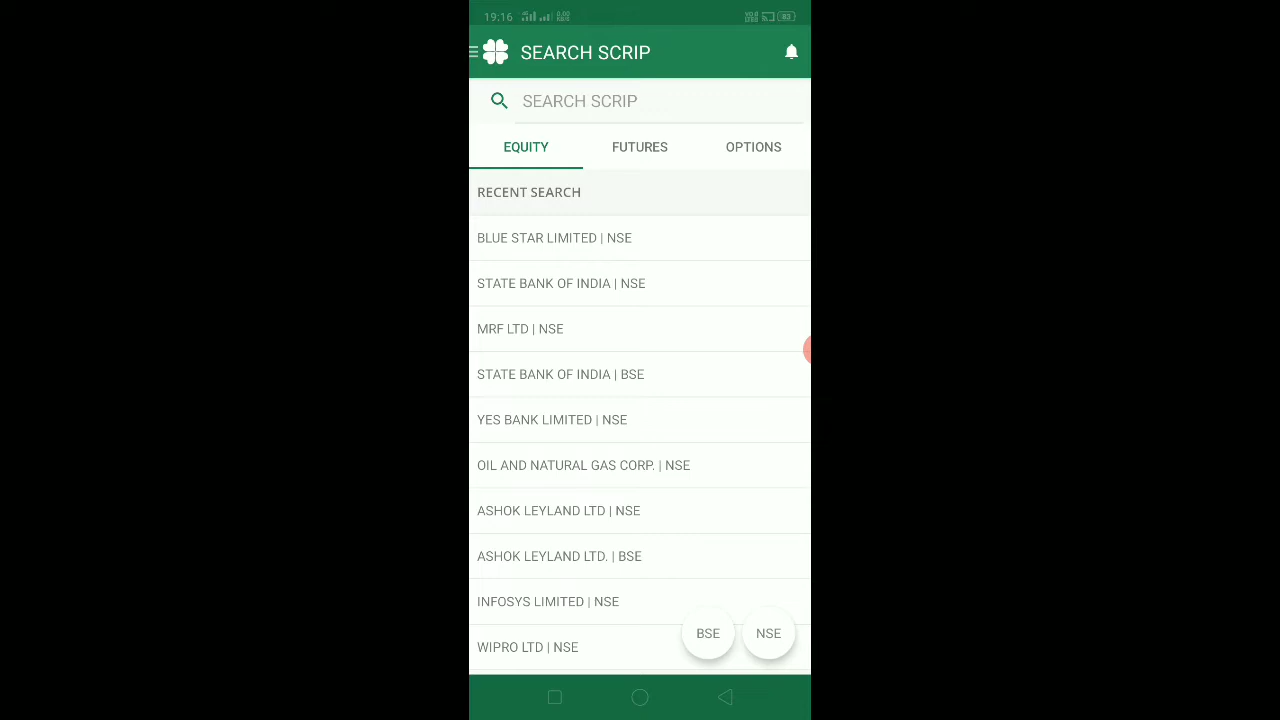 19:16
SEARCH SCRIP
SEARCH SCRIP
EQUITY FUTURES OPTIONS
RECENT SEARCH
BLUE STAR LIMITED | NSE
STATE BANK OF INDIA | NSE
MRF LTD | NSE
STATE BANK OF INDIA | BSE
YES BANK LIMITED | NSE
OIL AND NATURAL GAS CORP. | NSE
ASHOK LEYLAND LTD | NSE
ASHOK LEYLAND LTD. | BSE
INFOSYS LIMITED | NSE
BSE NSE
WIPRO LTD | NSE